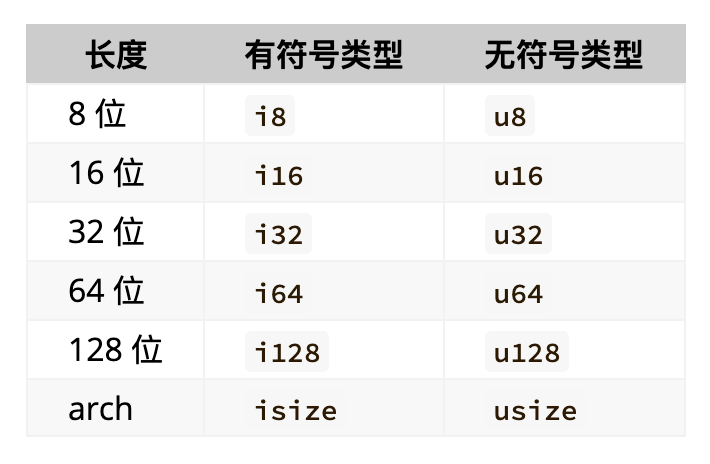 长度 有符号类型 无符号类型
8 位 i8 u8
16 位 i16 u16
32 位 i32 u32
64 位 i64 u64
128 位 i128 u128
arch isize usize